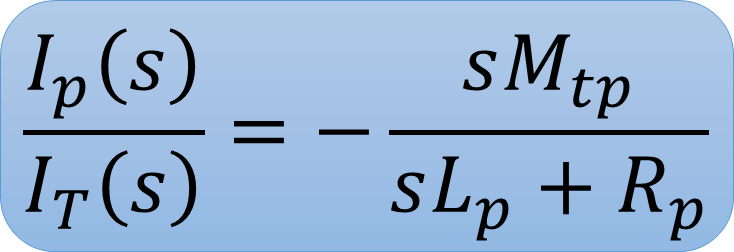 I_p(s) / I_T(s) = − sM_tp / (sL_p + R_p)